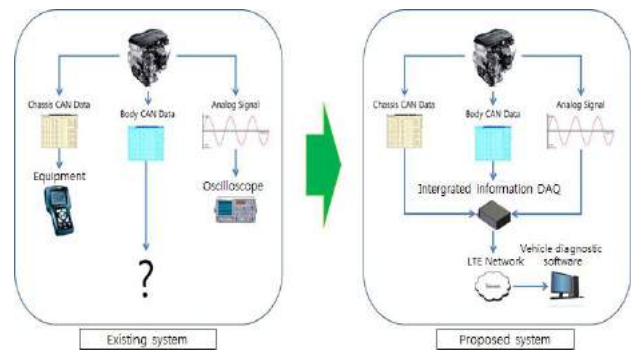 Chassis CAN Data
Body CAN Data
Analog Signal
Equipment
Oscilloscope
?
Existing system
Chassis CAN Data
Body CAN Data
Analog Signal
Intergrated Information DAQ
LTE Network
Vehicle diagnostic
software
Proposed system